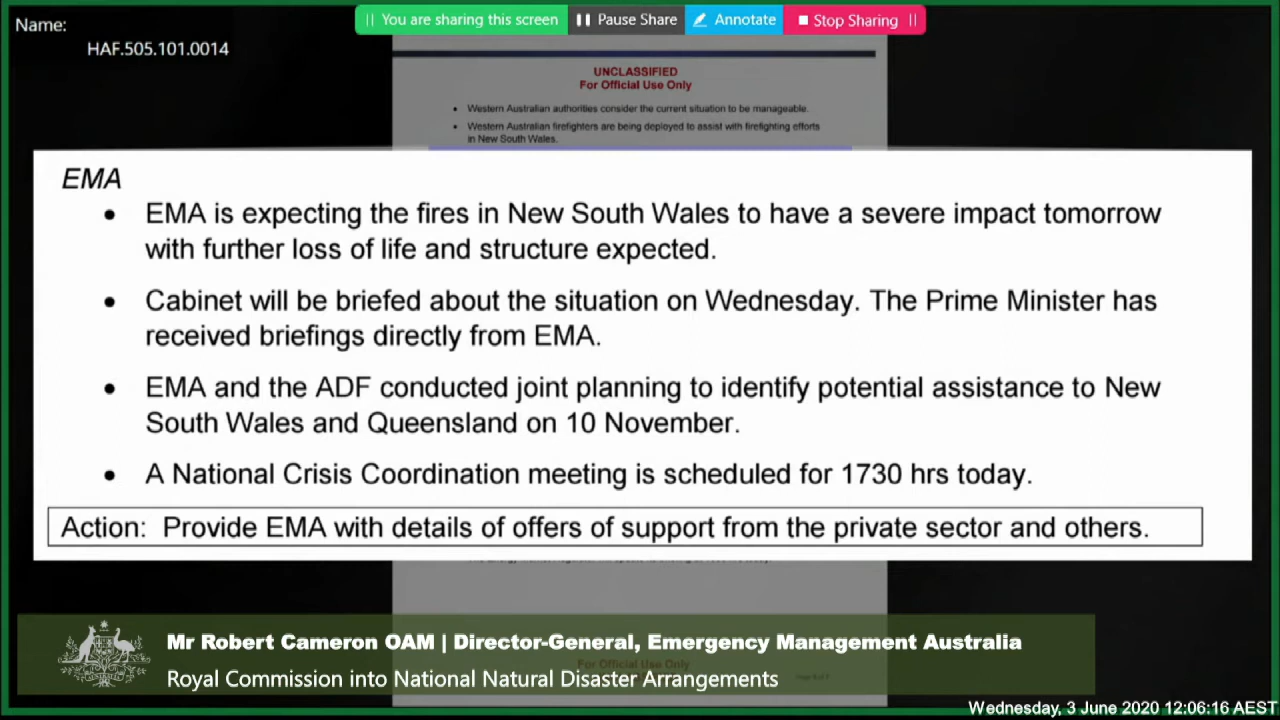 Name:
HAF.505.101.0014
You are sharing this screen
Pause Share
Annotate
Stop Sharing
UNCLASSIFIED
For Official Use Only
• Western Australian authorities consider the current situation to be manageable.
• Western Australian firefighters are being deployed to assist with firefighting efforts
in New South Wales.
EMA
• EMA is expecting the fires in New South Wales to have a severe impact tomorrow
with further loss of life and structure expected.
• Cabinet will be briefed about the situation on Wednesday. The Prime Minister has
received briefings directly from EMA.
• EMA and the ADF conducted joint planning to identify potential assistance to New
South Wales and Queensland on 10 November.
• A National Crisis Coordination meeting is scheduled for 1730 hrs today.
Action: Provide EMA with details of offers of support from the private sector and others.
Mr Robert Cameron OAM | Director-General, Emergency Management Australia
For Official Use Only
Royal Commission into National Natural Disaster Arrangements
Wednesday, 3 June 2020 12:06:16 AEST